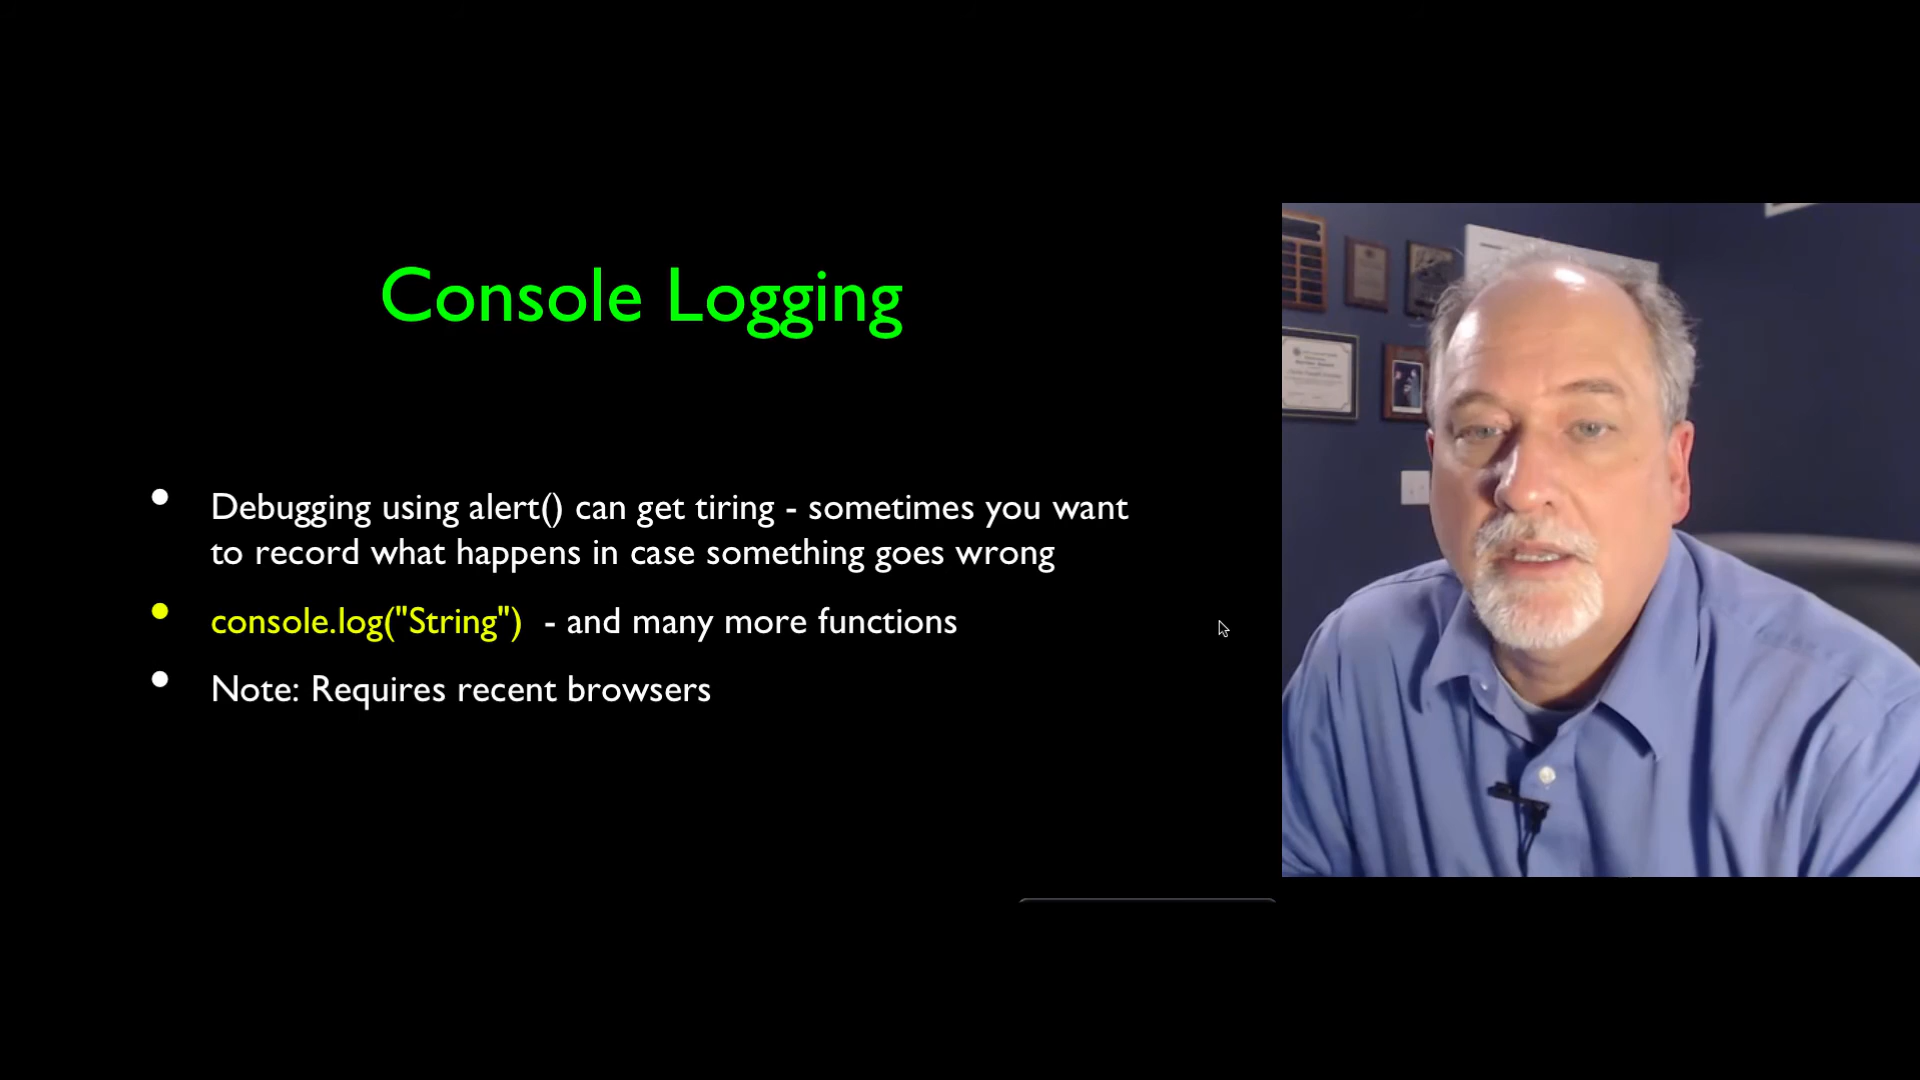 Console Logging
• Debugging using alert() can get tiring - sometimes you want
to record what happens in case something goes wrong
• console.log("String") - and many more functions
• Note: Requires recent browsers